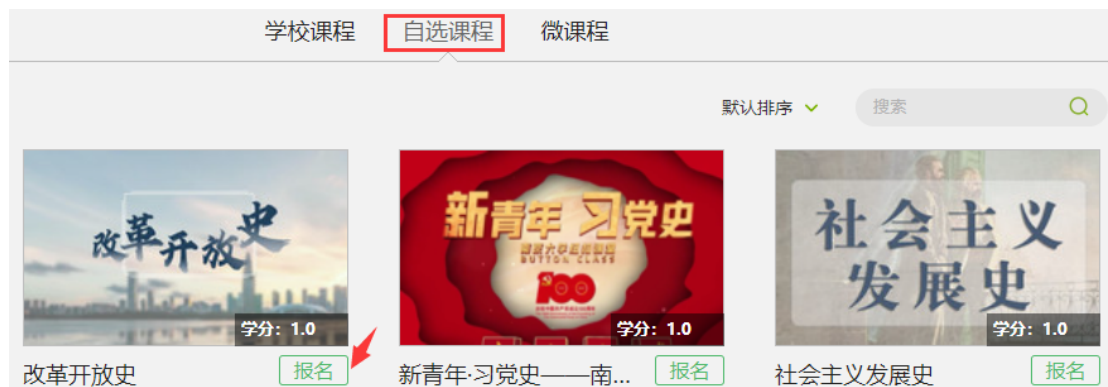 学校课程 自选课程 微课程
默认排序 搜索
改革开放史
新青年 习党史
BUTTON CLASS
100
社会主义
发展史
学分：1.0 学分：1.0 学分：1.0
改革开放史 报名 新青年·习党史——南... 报名 社会主义发展史 报名